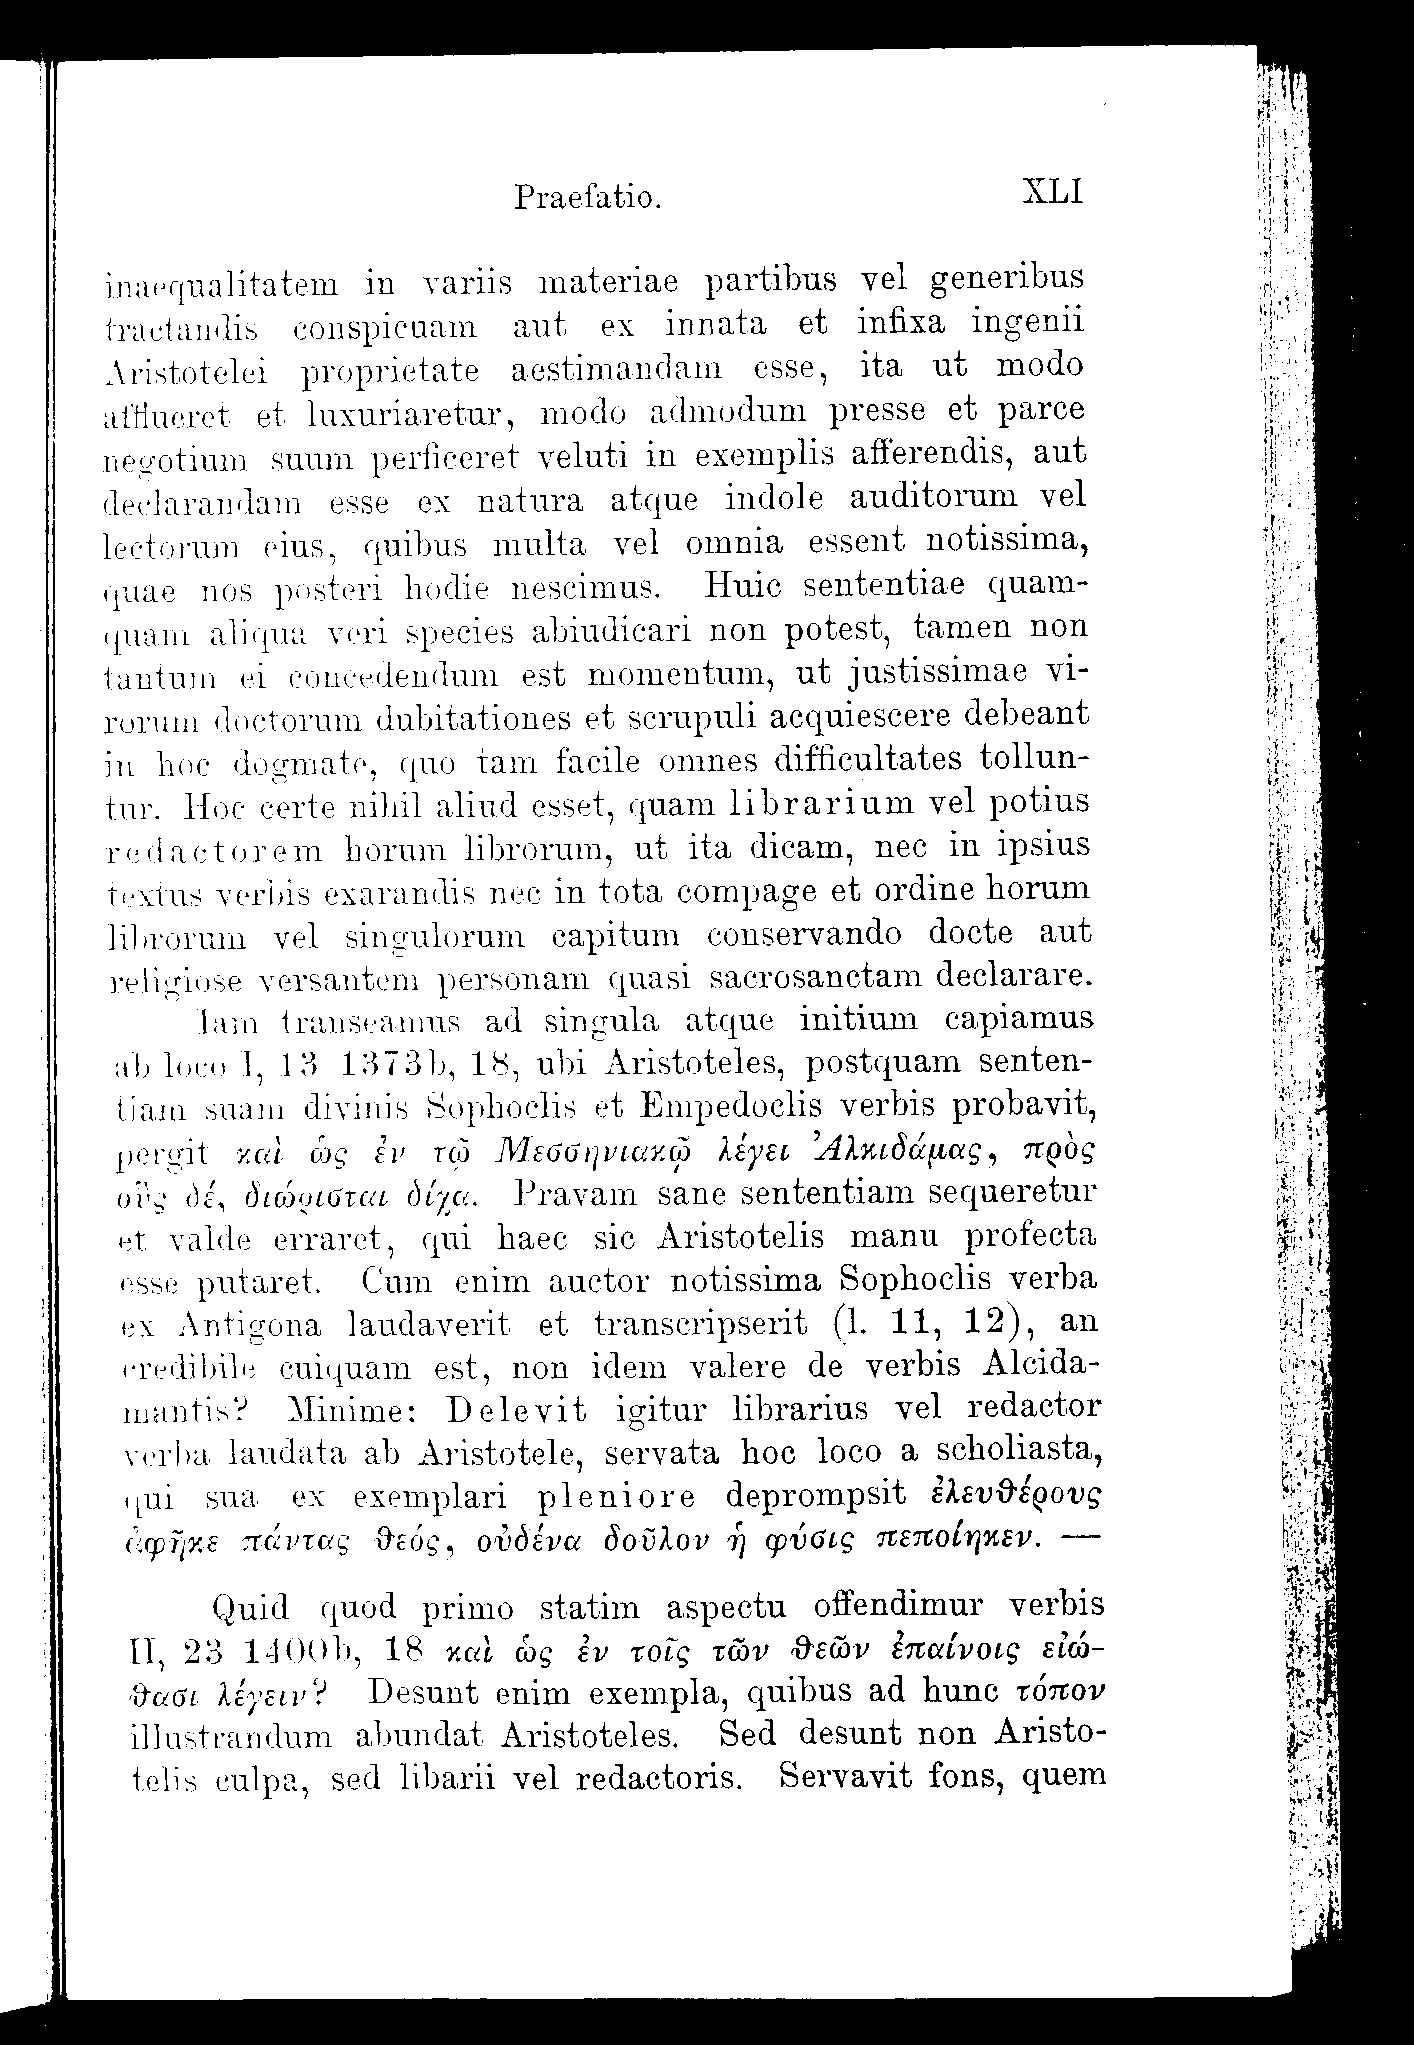 Praefatio. XLI
inaequalitatem in variis materiae partibus vel generibus
tractandis conspicuam aut ex innata et infixa ingenii
Aristotelei proprietate aestimandam esse, ita ut modo
afflueret et luxuriaretur, modo admodum presse et parce
negotium suum perficeret veluti in exemplis afferendis, aut
declarandam esse ex natura atque indole auditorum vel
lectorum eius, quibus multa vel omnia essent notissima,
quae nos posteri hodie nescimus. Huic sententiae quam-
quam aliqua veri species abiudicari non potest, tamen non
tantum ei concedendum est momentum, ut justissimae vi-
rorum doctorum dubitationes et scrupuli acquiescere debeant
in hoc dogmate, quo tam facile omnes difficultates tollun-
tur. Hoc certe nihil aliud esset, quam librarium vel potius
redactorem horum librorum, ut ita dicam, nec in ipsius
textus verbis exarandis nec in tota compage et ordine horum
librorum vel singulorum capitum conservando docte aut
religiose versantem personam quasi sacrosanctam declarare.
Iam transeamus ad singula atque initium capiamus
ab loco I, 13 1373b, 18, ubi Aristoteles, postquam senten-
tiam suam divinis Sophoclis et Empedoclis verbis probavit,
pergit καὶ ὡς ἐν τῷ Μεσσηνιακῷ λέγει Ἀλκιδάμας, πρὸς
οὓς δέ, διώρισται δίχα. Pravam sane sententiam sequeretur
et valde erraret, qui haec sic Aristotelis manu profecta
esse putaret. Cum enim auctor notissima Sophoclis verba
ex Antigona laudaverit et transcripserit (l. 11, 12), an
credibile cuiquam est, non idem valere de verbis Alcida-
mantis? Minime: Delevit igitur librarius vel redactor
verba laudata ab Aristotele, servata hoc loco a scholiasta,
qui sua ex exemplari pleniore deprompsit ἐλευθέρους
ἀφῆκε πάντας θεός, οὐδένα δοῦλον ἡ φύσις πεποίηκεν. —
Quid quod primo statim aspectu offendimur verbis
II, 23 1400b, 18 καὶ ὡς ἐν τοῖς τῶν θεῶν ἐπαίνοις εἰώ-
θασι λέγειν? Desunt enim exempla, quibus ad hunc τόπον
illustrandum abundat Aristoteles. Sed desunt non Aristo-
telis culpa, sed libarii vel redactoris. Servavit fons, quem